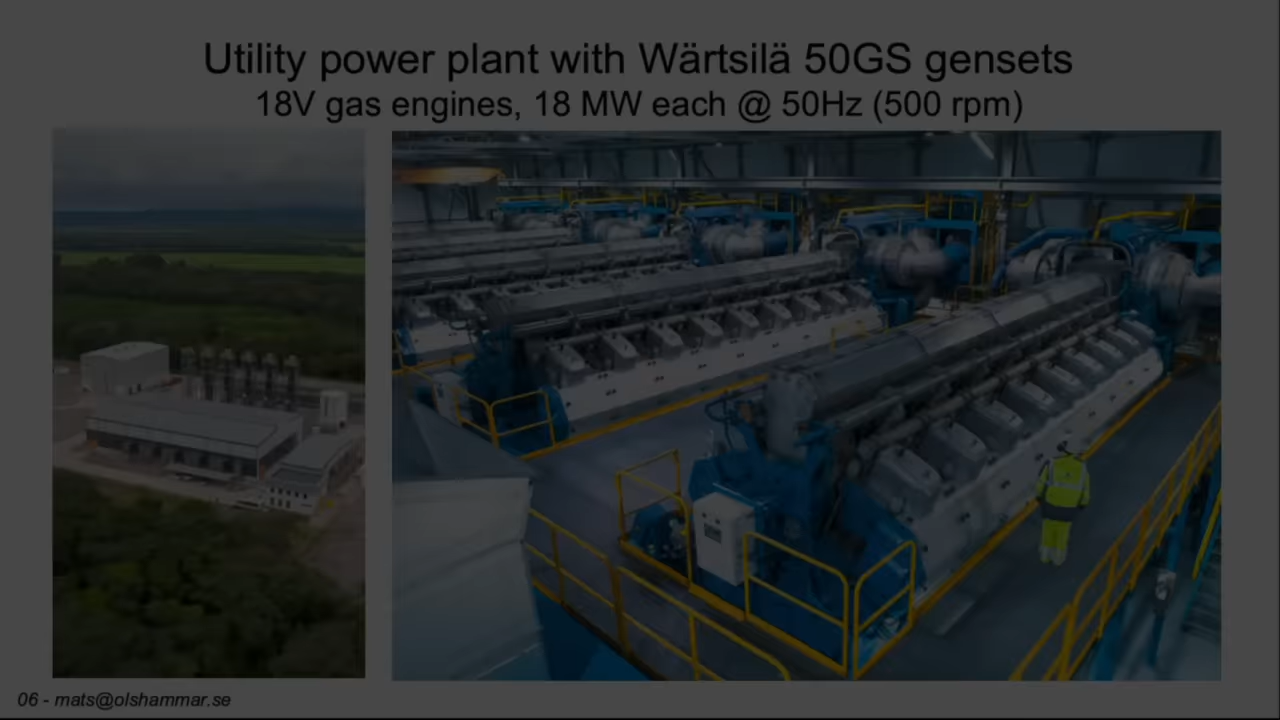 Utility power plant with Wärtsilä 50GS gensets
18V gas engines, 18 MW each @ 50Hz (500 rpm)
06 - mats@olshammar.se